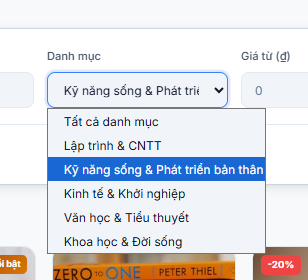 Danh mục
Giá từ (₫)
Kỹ năng sống & Phát triể
0
Tất cả danh mục
Lập trình & CNTT
Kỹ năng sống & Phát triển bản thân
Kinh tế & Khởi nghiệp
Văn học & Tiểu thuyết
Khoa học & Đời sống
ổi bật
-20%
ZERO TO ONE PETER THIEL